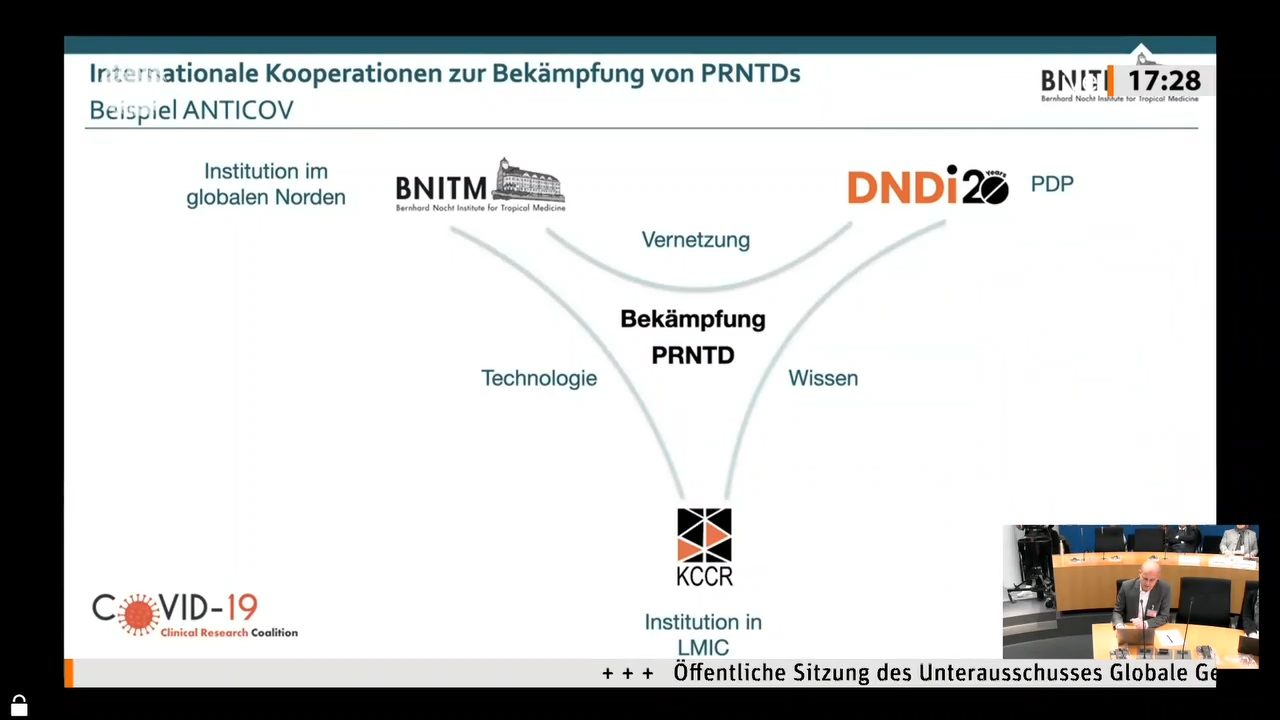 Internationale Kooperationen zur Bekämpfung von PRNTDs
Beispiel ANTICOV
17:28
Bernhard Nocht Institute for Tropical Medicine
Institution im
globalen Norden
BNITM
Bernhard Nocht Institute for Tropical Medicine
DNDi 20 Years
PDP
Vernetzung
Bekämpfung
PRNTD
Technologie
Wissen
KCCR
Institution in
LMIC
COVID-19
Clinical Research Coalition
+ + + Öffentliche Sitzung des Unterausschusses Globale Ge